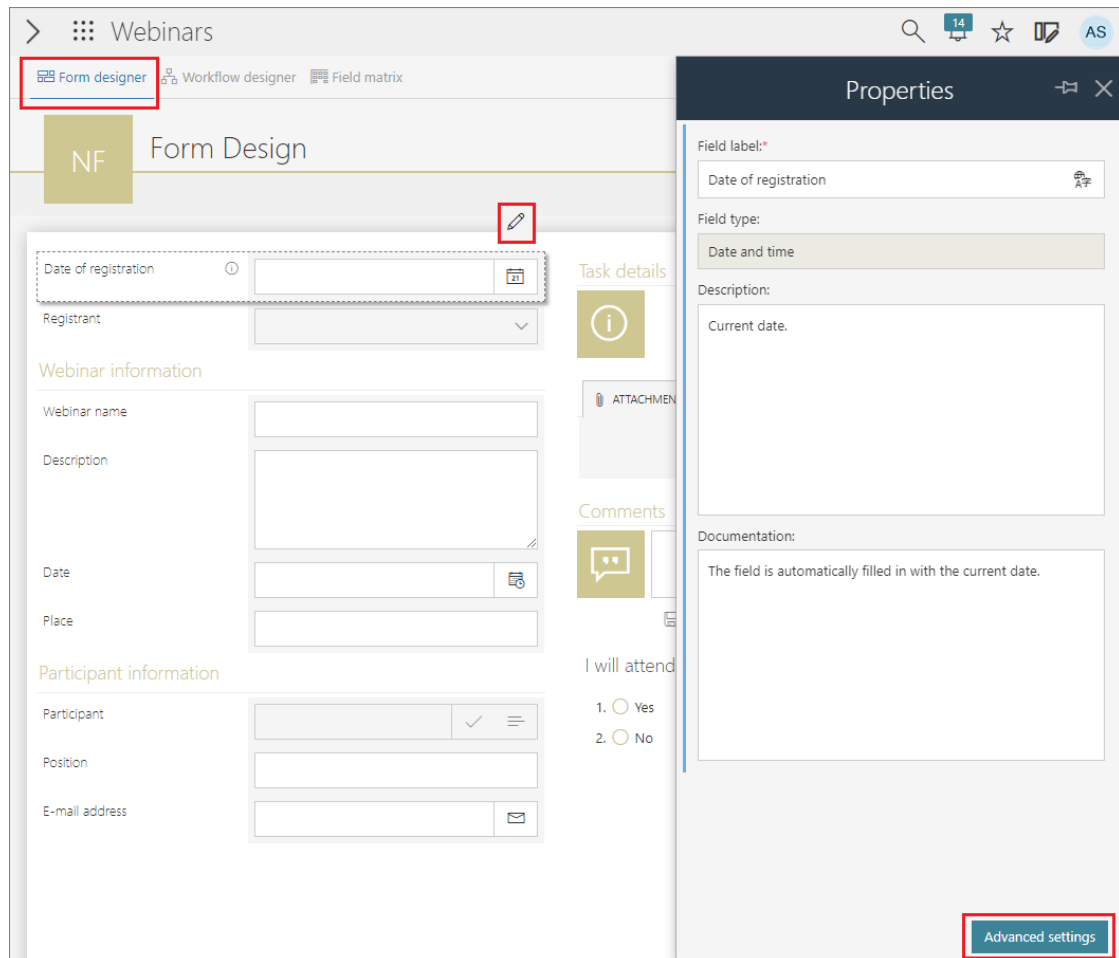 Webinars
14
AS
Form designer
Workflow designer
Field matrix
NF
Form Design
Date of registration
21
Registrant
Webinar information
Webinar name
Description
Date
Place
Participant information
Participant
Position
E-mail address
Task details
ATTACHMEN
Comments
I will attend
1. Yes
2. No
Properties
Field label:*
Date of registration
Field type:
Date and time
Description:
Current date.
Documentation:
The field is automatically filled in with the current date.
Advanced settings